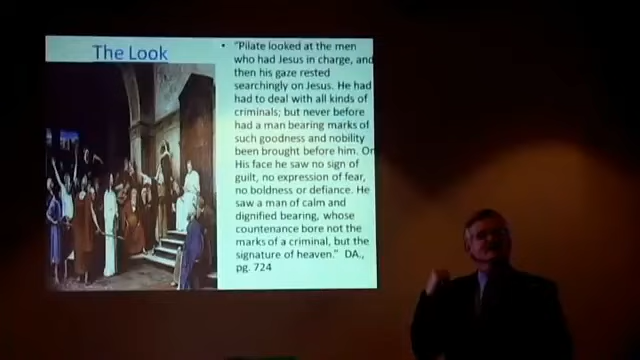 The Look
• "Pilate looked at the men
who had Jesus in charge, and
then his gaze rested
searchingly on Jesus. He had
had to deal with all kinds of
criminals; but never before
had a man bearing marks of
such goodness and nobility
been brought before him. On
His face he saw no sign of
guilt, no expression of fear,
no boldness or defiance. He
saw a man of calm and
dignified bearing, whose
countenance bore not the
marks of a criminal, but the
signature of heaven." DA.,
pg. 724